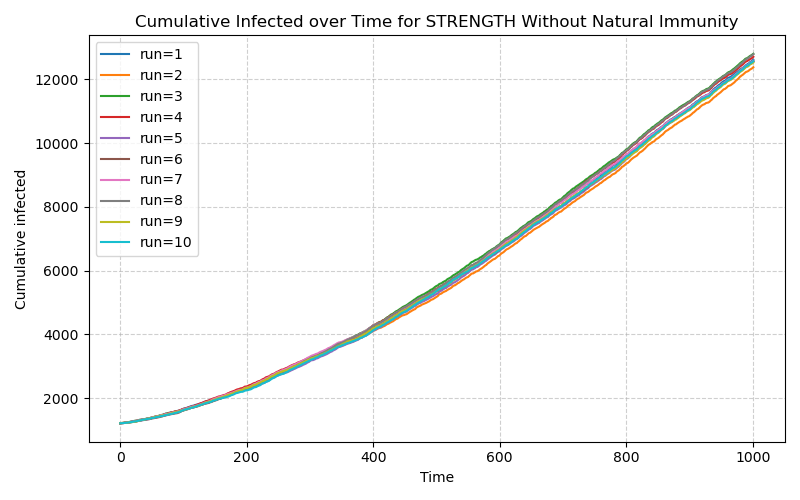 Cumulative Infected over Time for STRENGTH Without Natural Immunity
run=1
run=2
run=3
run=4
run=5
run=6
run=7
run=8
run=9
run=10
12000
10000
8000
6000
4000
2000
Cumulative infected
0 200 400 600 800 1000
Time